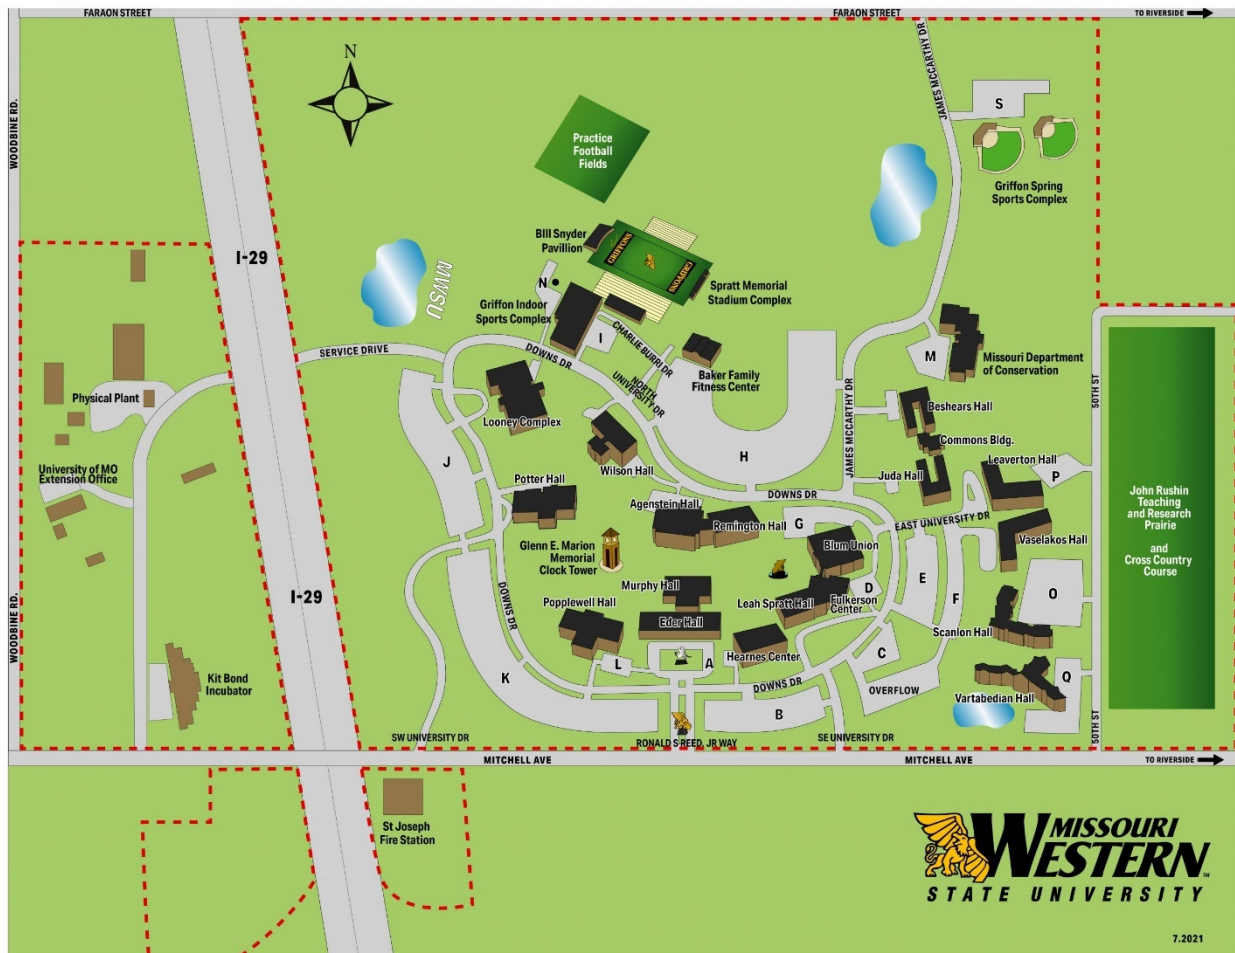 FARAON STREET
FARAON STREET
TO RIVERSIDE
WOODBINE RD.
JAMES MCCARTHY DR
S
N
Practice
Football
Fields
Griffon Spring
Sports Complex
BIll Snyder
Pavillion
GRIFFONS
GRIFFONS
I-29
MWSU
N
Spratt Memorial
Stadium Complex
Griffon Indoor
Sports Complex
I
CHARLIE BURRI DR
SERVICE DRIVE
DOWNS DR
NORTH
UNIVERSITY DR
Baker Family
Fitness Center
M
Missouri Department
of Conservation
50TH ST
Physical Plant
Looney Complex
JAMES MCCARTHY DR
Beshears Hall
Commons Bldg.
University of MO
Extension Office
J
Wilson Hall
H
Leaverton Hall
Juda Hall
P
Potter Hall
DOWNS DR
Agenstein Hall
Remington Hall
G
EAST UNIVERSITY DR
John Rushin
Teaching
and Research
Prairie
and
Cross Country
Course
Glenn E. Marion
Memorial
Clock Tower
Blum Union
Vaselakos Hall
I-29
WOODBINE RD.
DOWNS DR
Murphy Hall
Popplewell Hall
Eder Hall
Leah Spratt Hall
Fulkerson
Center
D
E
F
O
Scanlon Hall
Hearnes Center
Kit Bond
Incubator
K
L
A
C
DOWNS DR
OVERFLOW
B
Vartabedian Hall
Q
50TH ST
SW UNIVERSITY DR
RONALD S REED, JR WAY
SE UNIVERSITY DR
MITCHELL AVE
MITCHELL AVE
TO RIVERSIDE
St Joseph
Fire Station
MISSOURI
WESTERN
STATE UNIVERSITY
7.2021